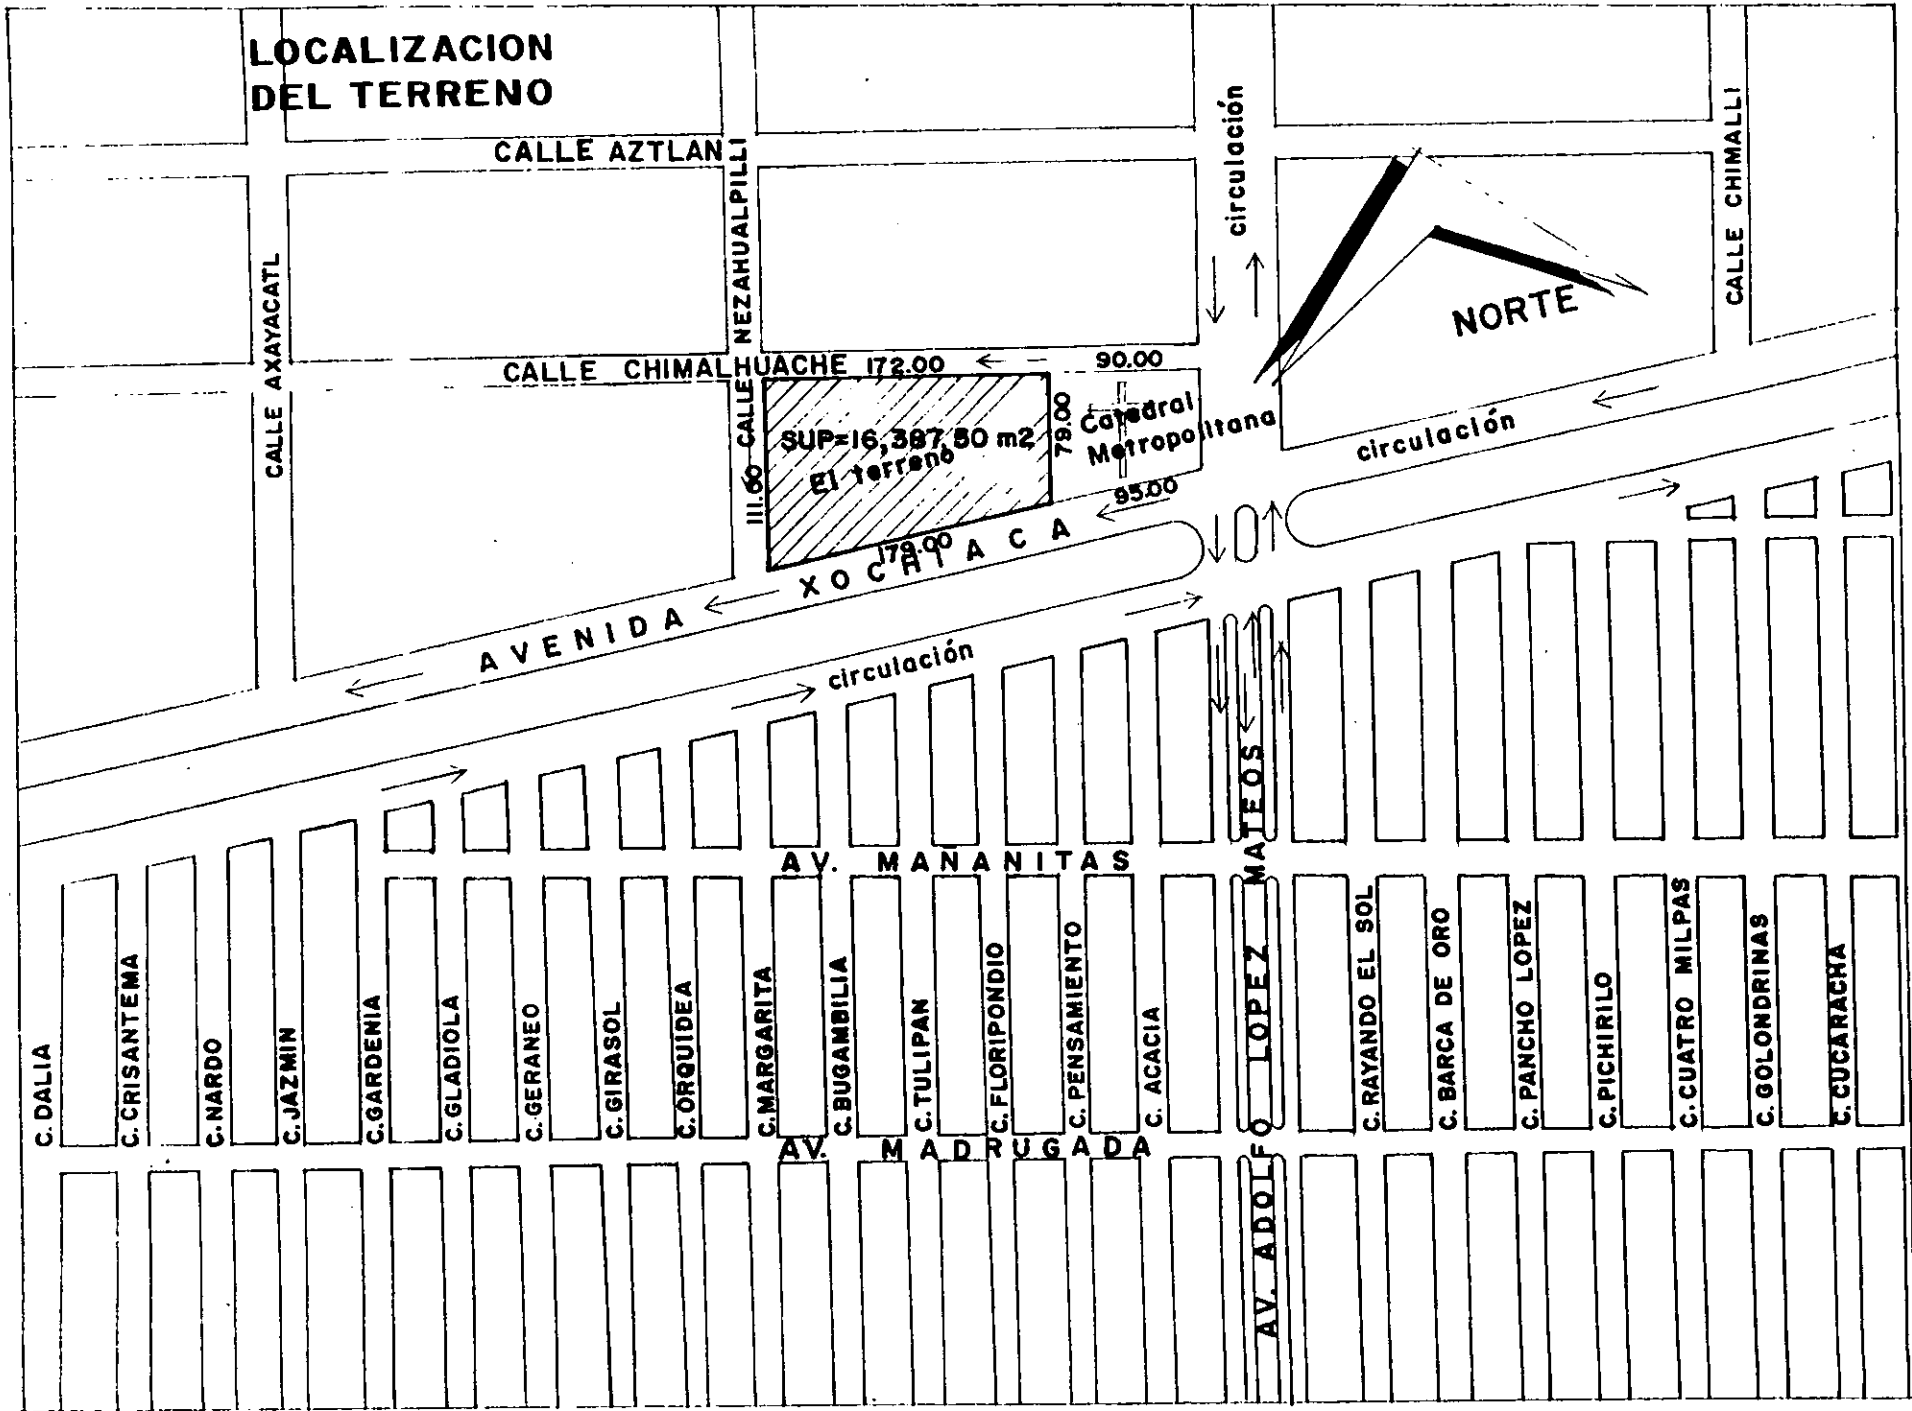 LOCALIZACION
DEL TERRENO
CALLE AZTLAN
CALLE NEZAHUALPILLI
circulación
CALLE CHIMALLI
CALLE AXAYACATL
NORTE
CALLE CHIMALHUACHE
172.00
90.00
111.60
SUP=16,387,50 m2
El terreno
79.00
Catedral
Metropolitana
95.00
179.00
circulación
AVENIDA XOCHIACA
circulación
AV. MAÑANITAS
AV. ADOLFO LOPEZ MATEOS
C. DALIA
C. CRISANTEMA
C. NARDO
C. JAZMIN
C. GARDENIA
C. GLADIOLA
C. GERANEO
C. GIRASOL
C. ORQUIDEA
C. MARGARITA
C. BUGAMBILIA
C. TULIPAN
C. FLORIPONDIO
C. PENSAMIENTO
C. ACACIA
C. RAYANDO EL SOL
C. BARCA DE ORO
C. PANCHO LOPEZ
C. PICHIRILO
C. CUATRO MILPAS
C. GOLONDRINAS
C. CUCARACHA
AV. MADRUGADA